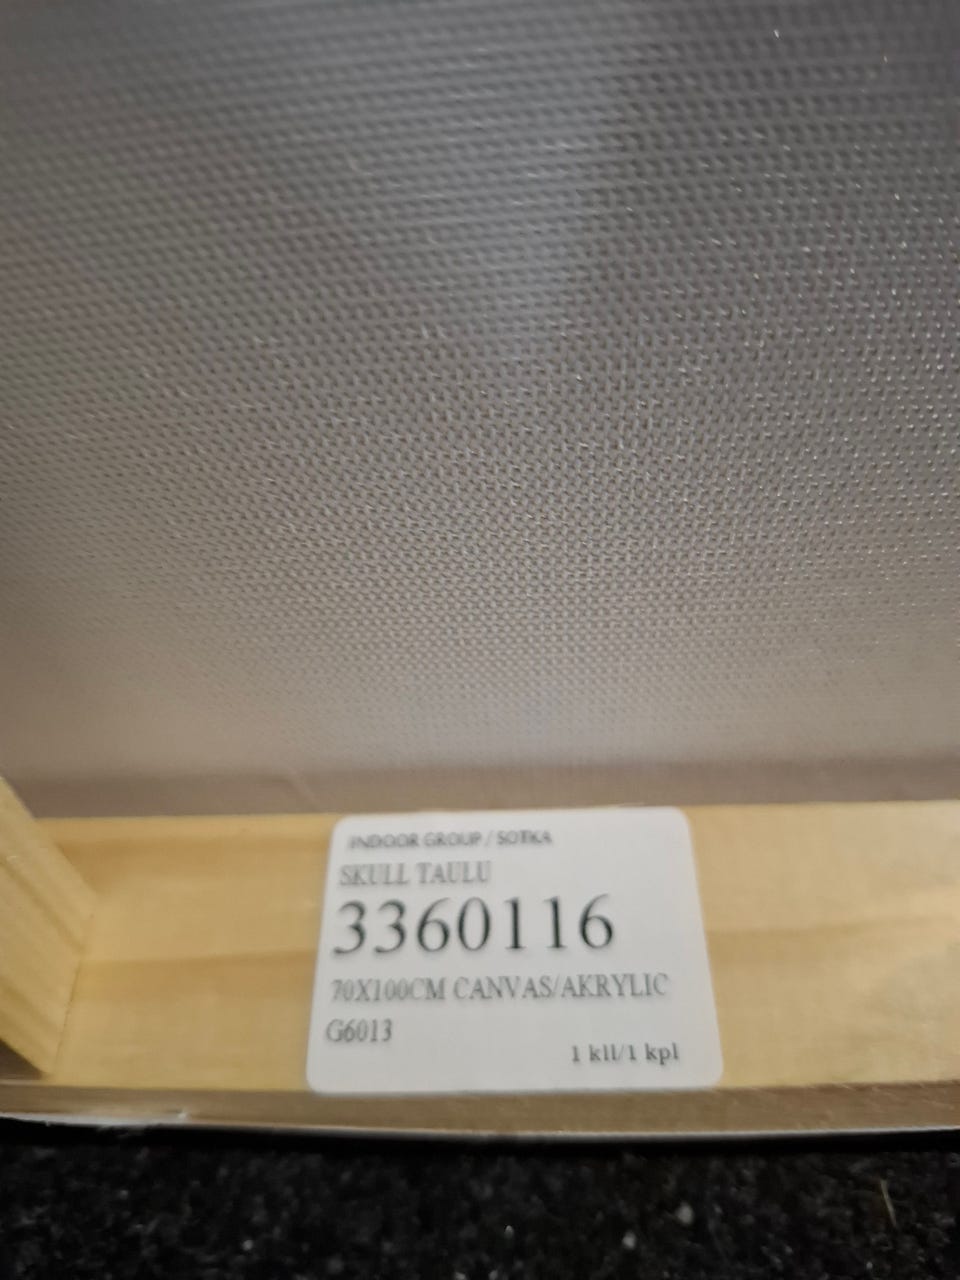 INDOOR GROUP / SOTKA
SKULL TAULU
3360116
70X100CM CANVAS/AKRYLIC
G6013
1 kll/1 kpl